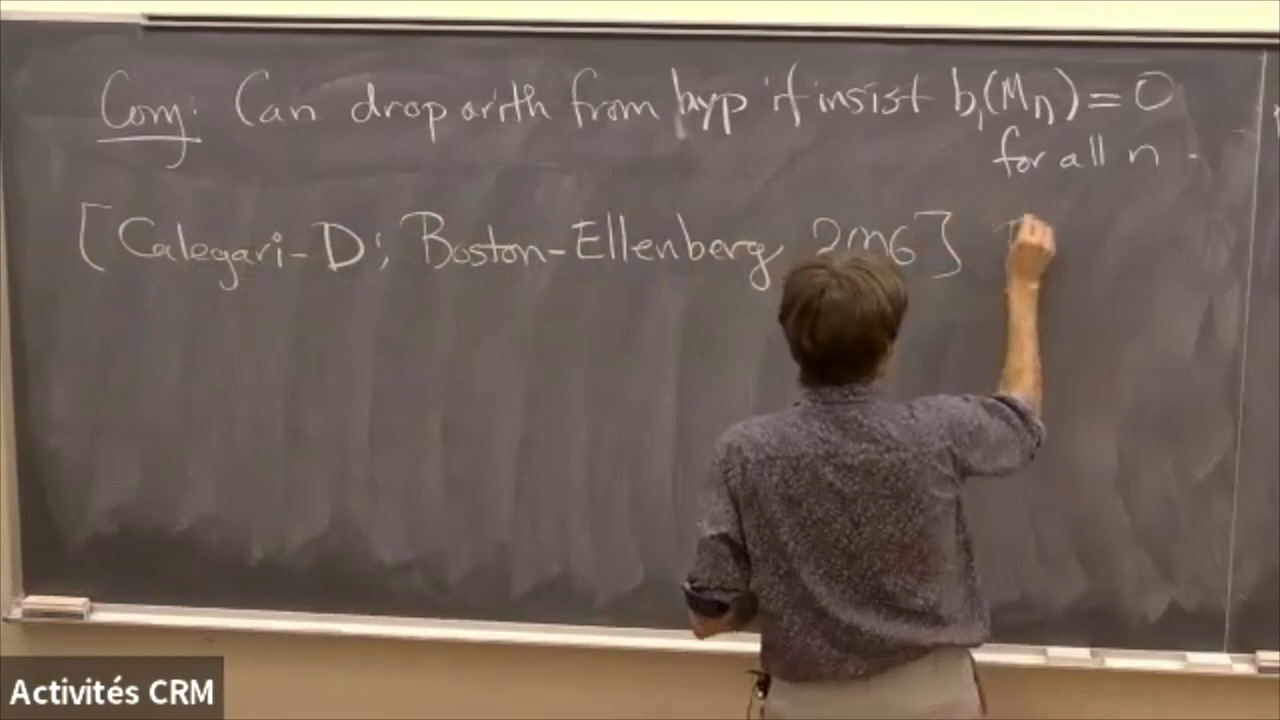 Conj: Can drop arith from hyp if insist b₁(Mₙ) = 0
for all n.
[Calegari-D; Boston-Ellenberg 2006]
Activités CRM